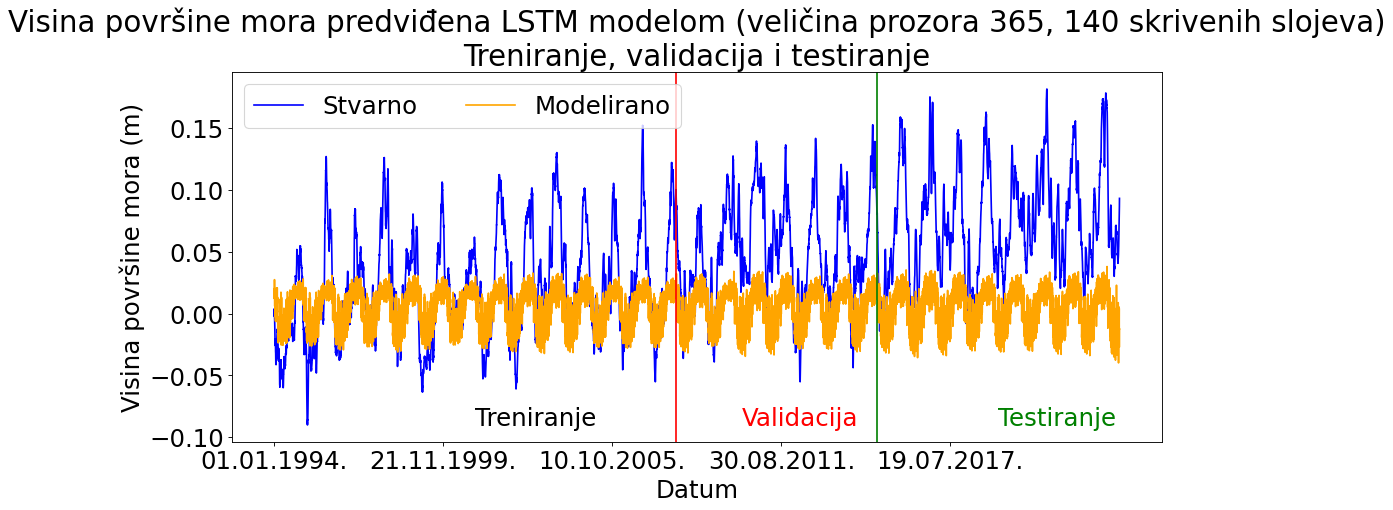 Visina površine mora predviđena LSTM modelom (veličina prozora 365, 140 skrivenih slojeva)
Treniranje, validacija i testiranje
Stvarno Modelirano
Visina površine mora (m)
0.15
0.10
0.05
0.00
−0.05
−0.10
Treniranje Validacija Testiranje
01.01.1994. 21.11.1999. 10.10.2005. 30.08.2011. 19.07.2017.
Datum